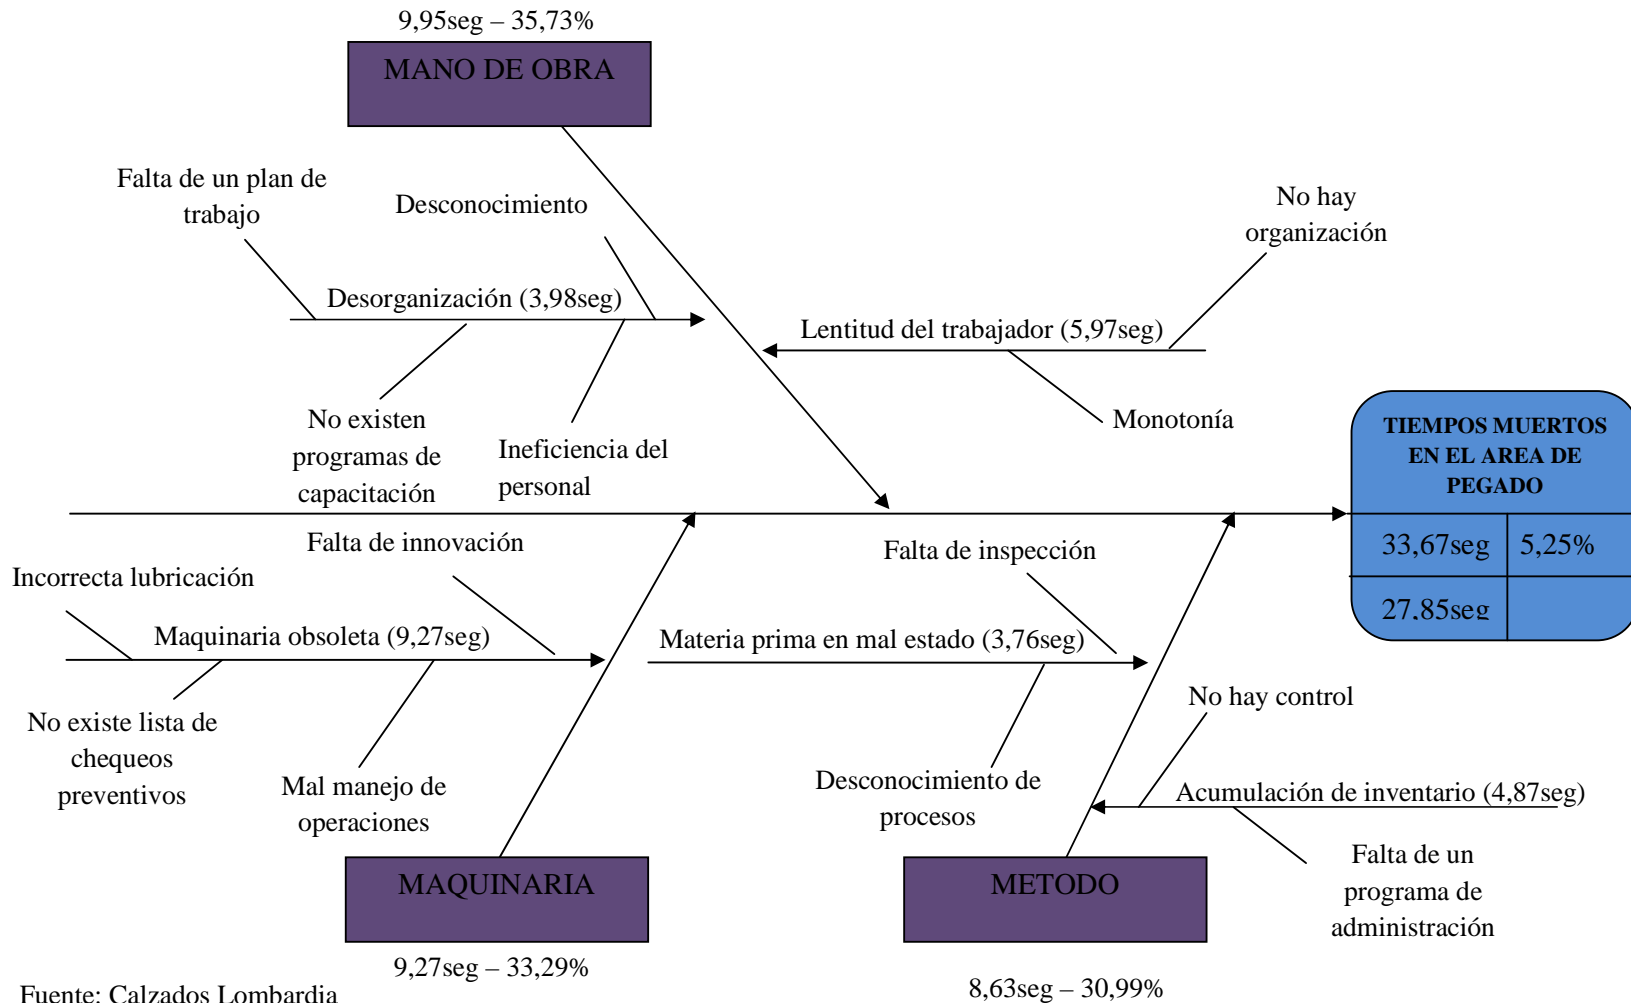 9,95seg – 35,73%
MANO DE OBRA
Falta de un plan de
trabajo
Desconocimiento
No hay
organización
Desorganización (3,98seg)
Lentitud del trabajador (5,97seg)
No existen
programas de
capacitación
Ineficiencia del
personal
Monotonía
TIEMPOS MUERTOS
EN EL AREA DE
PEGADO
33,67seg 5,25%
27,85seg
Falta de innovación
Falta de inspección
Incorrecta lubricación
Maquinaria obsoleta (9,27seg)
Materia prima en mal estado (3,76seg)
No existe lista de
chequeos
preventivos
Mal manejo de
operaciones
Desconocimiento de
procesos
No hay control
Acumulación de inventario (4,87seg)
Falta de un
programa de
administración
MAQUINARIA
METODO
9,27seg – 33,29%
8,63seg – 30,99%
Fuente: Calzados Lombardia